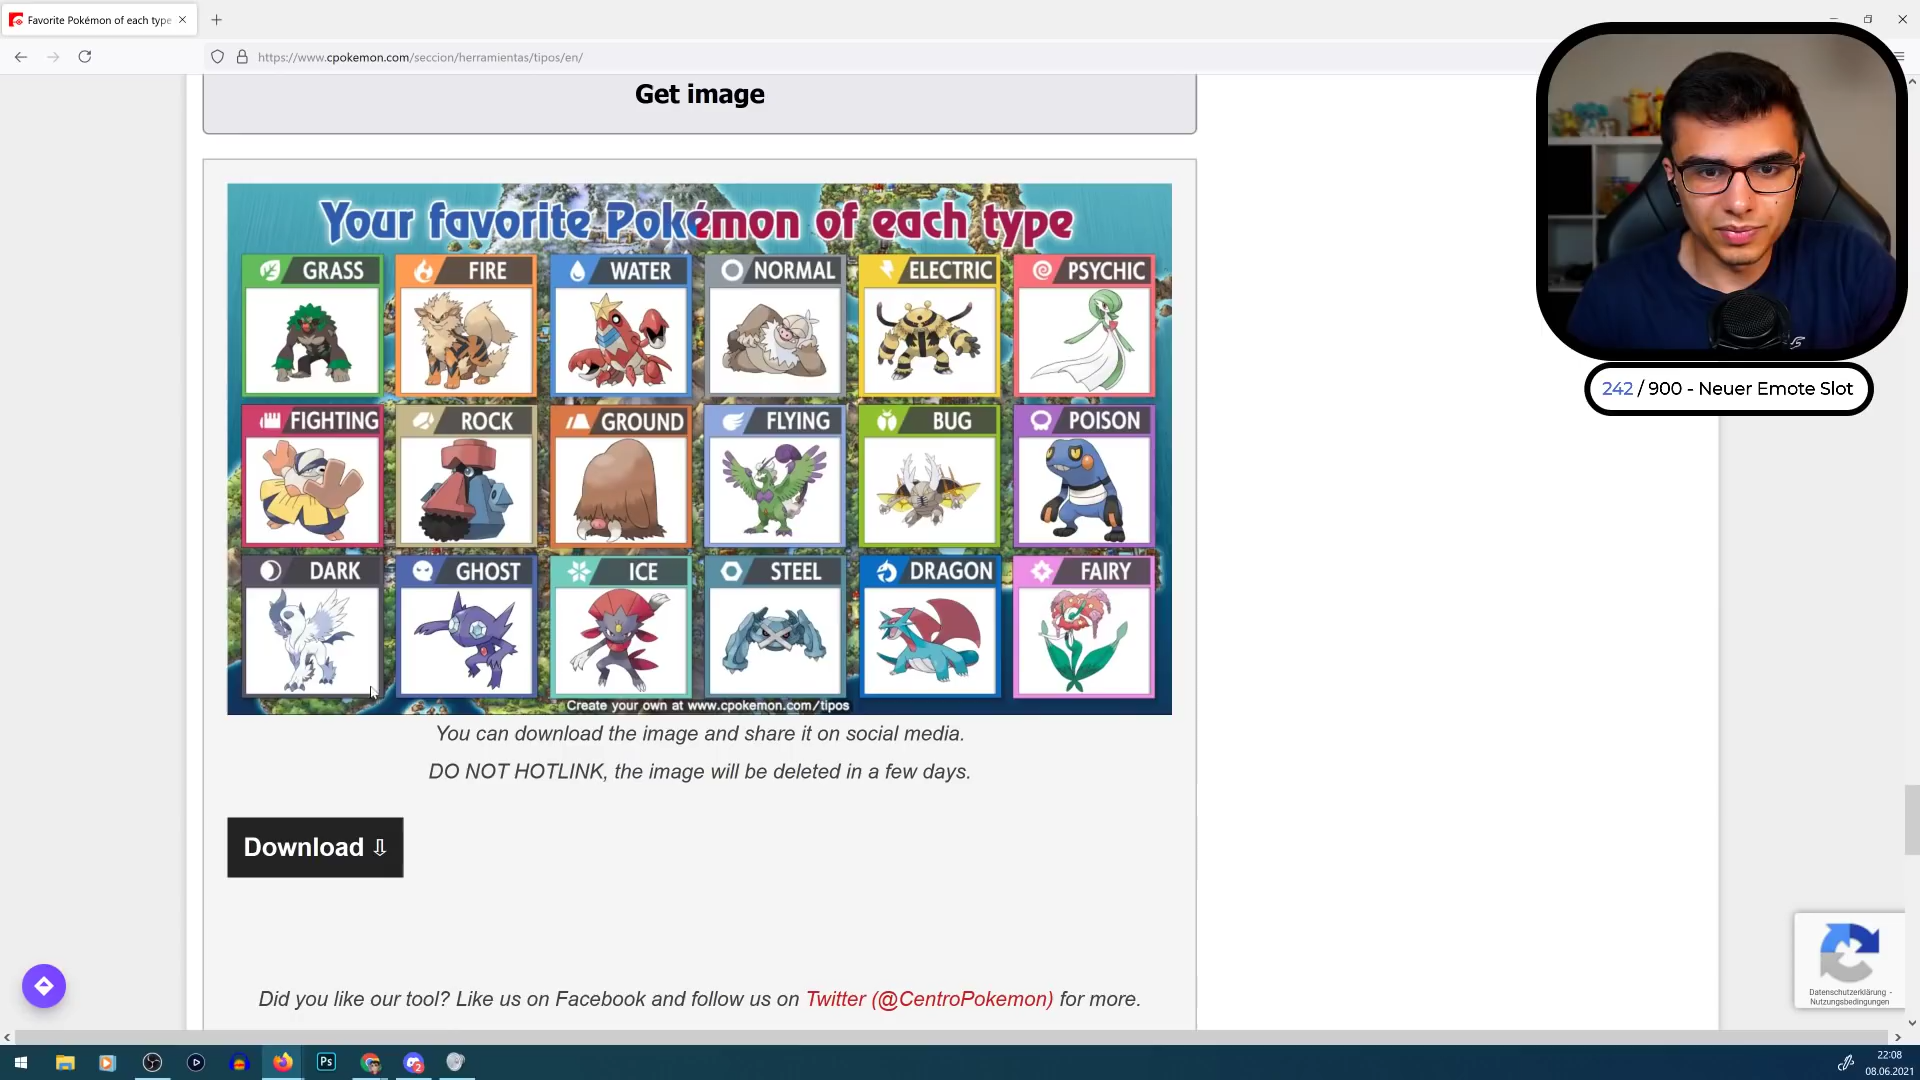 Favorite Pokémon of each type
https://www.cpokemon.com/seccion/herramientas/tipos/en/
Get image
242 / 900 - Neuer Emote Slot
Your favorite Pokémon of each type
GRASS
FIRE
WATER
NORMAL
ELECTRIC
PSYCHIC
FIGHTING
ROCK
GROUND
FLYING
BUG
POISON
DARK
GHOST
ICE
STEEL
DRAGON
FAIRY
Create your own at www.cpokemon.com/tipos
You can download the image and share it on social media.
DO NOT HOTLINK, the image will be deleted in a few days.
Download ⇩
Did you like our tool? Like us on Facebook and follow us on Twitter (@CentroPokemon) for more.
Datenschutzerklärung -
Nutzungsbedingungen
Ps
2
22:08
08.06.2021